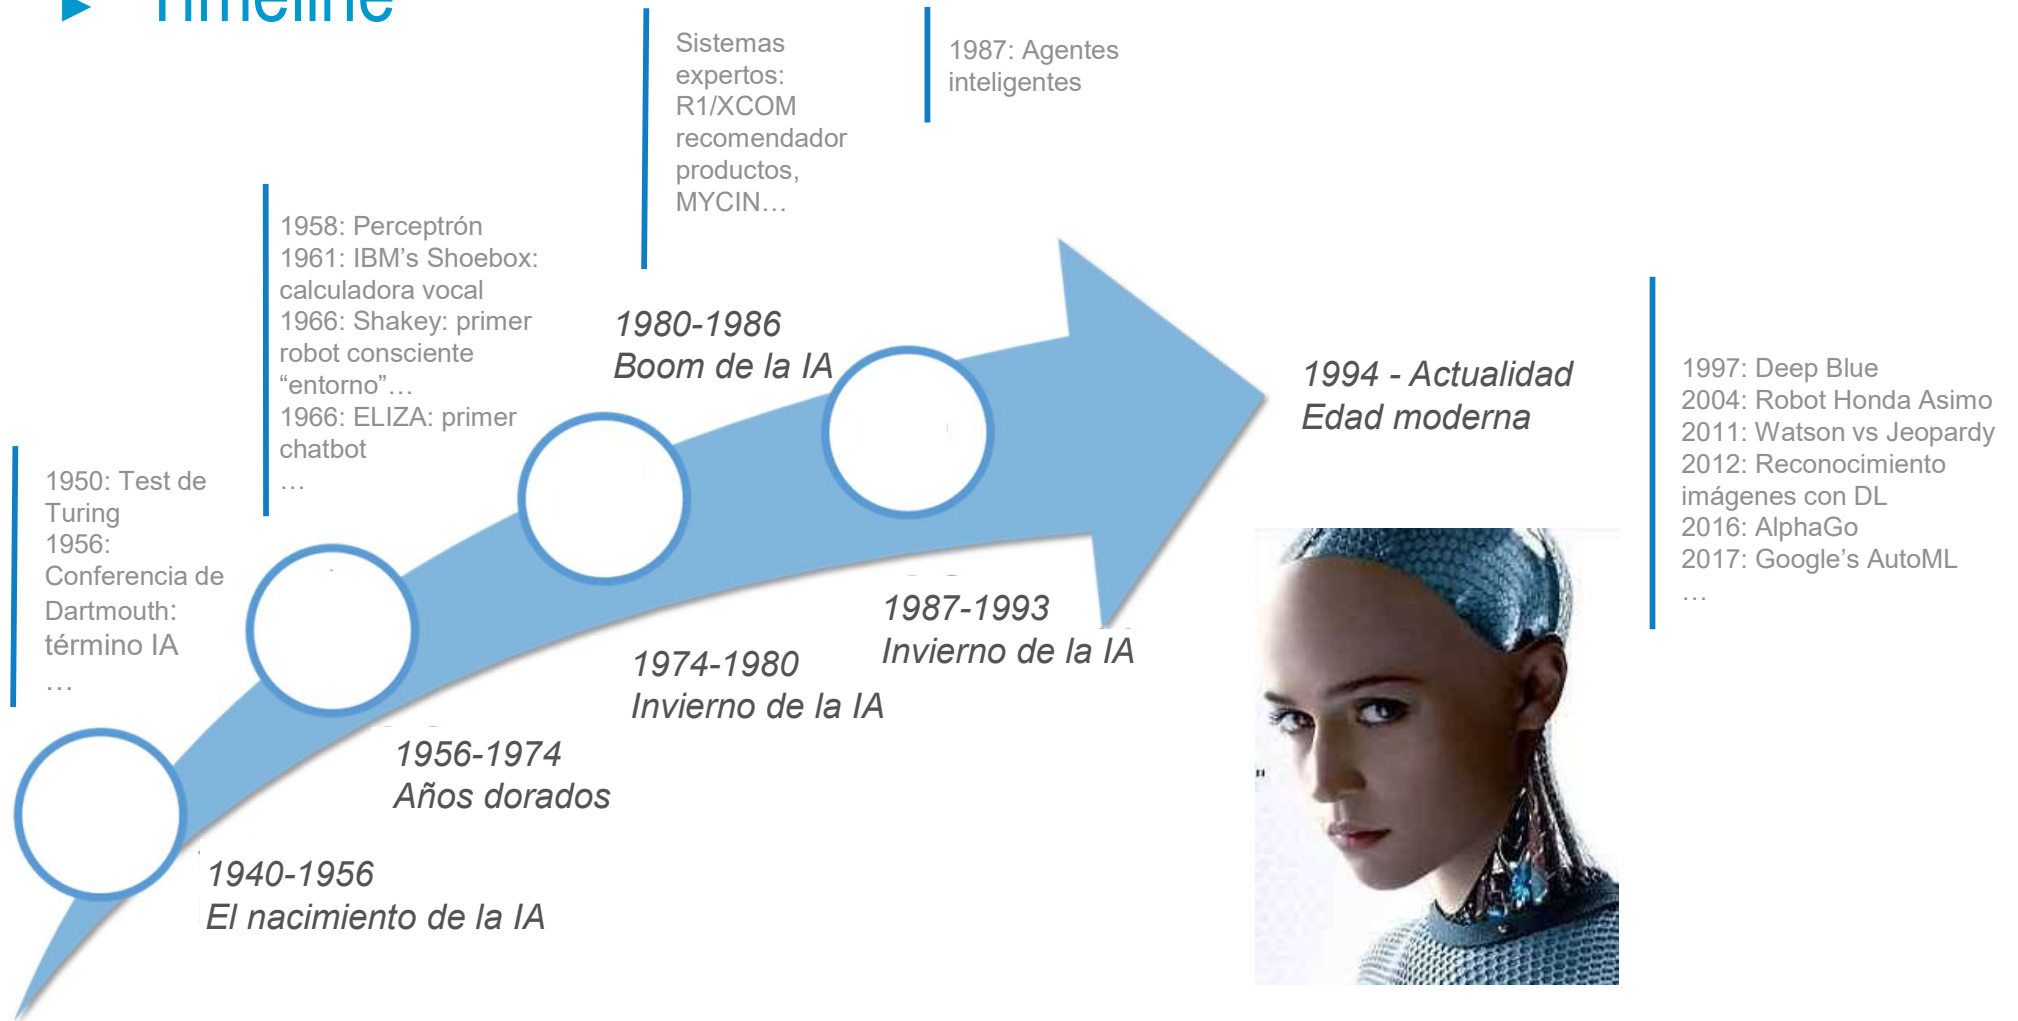 ► Timeline
Sistemas
expertos:
R1/XCOM
recomendador
productos,
MYCIN…
1987: Agentes
inteligentes
1958: Perceptrón
1961: IBM’s Shoebox:
calculadora vocal
1966: Shakey: primer
robot consciente
“entorno”…
1966: ELIZA: primer
chatbot
…
1980-1986
Boom de la IA
1994 - Actualidad
Edad moderna
1997: Deep Blue
2004: Robot Honda Asimo
2011: Watson vs Jeopardy
2012: Reconocimiento
imágenes con DL
2016: AlphaGo
2017: Google’s AutoML
…
1950: Test de
Turing
1956:
Conferencia de
Dartmouth:
término IA
…
1987-1993
Invierno de la IA
1974-1980
Invierno de la IA
1956-1974
Años dorados
1940-1956
El nacimiento de la IA